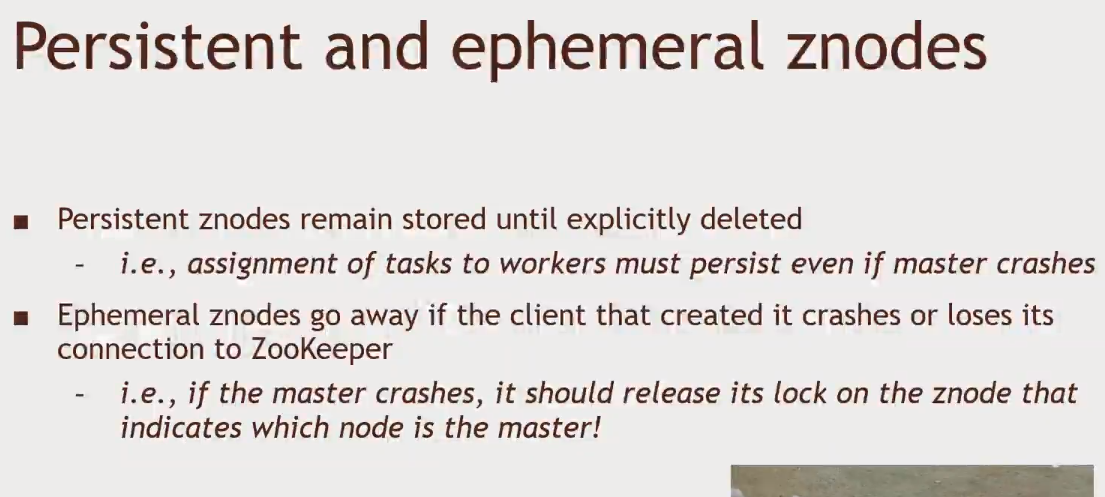 Persistent and ephemeral znodes
■ Persistent znodes remain stored until explicitly deleted
– i.e., assignment of tasks to workers must persist even if master crashes
■ Ephemeral znodes go away if the client that created it crashes or loses its
connection to ZooKeeper
– i.e., if the master crashes, it should release its lock on the znode that
indicates which node is the master!